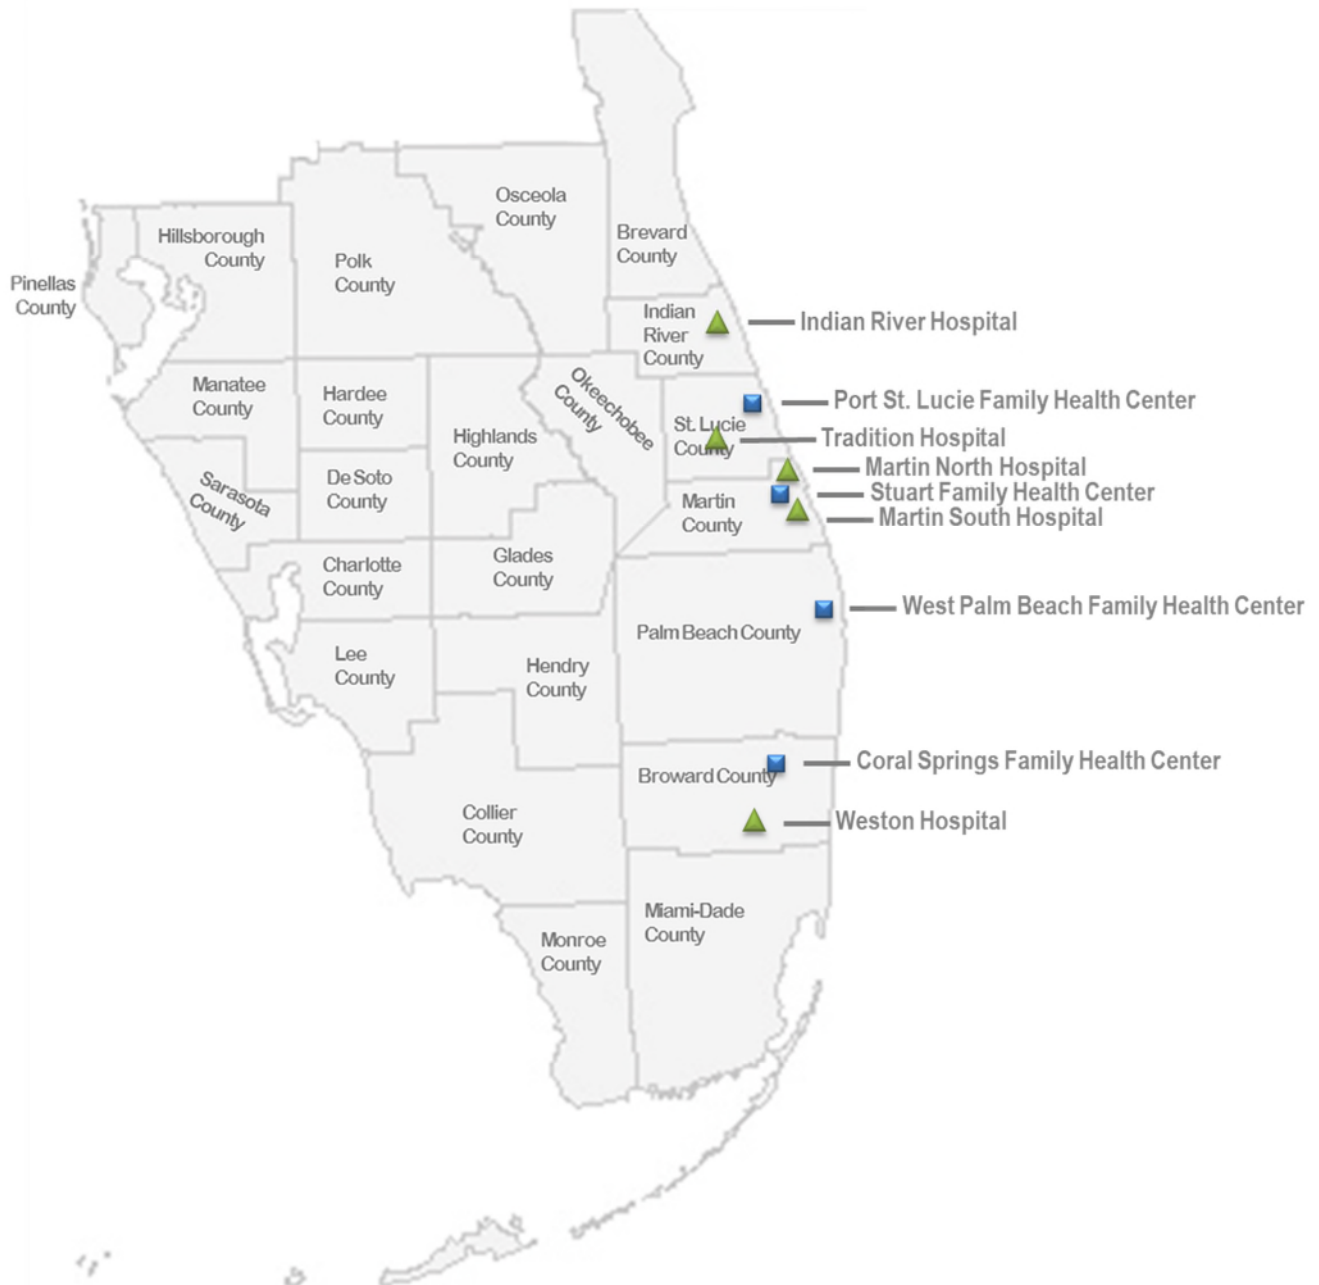 Osceola
County
Hillsborough
County
Brevard
County
Polk
County
Pinellas
County
Indian
River
County
Indian River Hospital
Manatee
County
Hardee
County
Okeechobee
County
Port St. Lucie Family Health Center
St. Lucie
County
Tradition Hospital
Highlands
County
Martin North Hospital
De Soto
County
Sarasota
County
Stuart Family Health Center
Martin
County
Martin South Hospital
Charlotte
County
Glades
County
West Palm Beach Family Health Center
Palm Beach County
Lee
County
Hendry
County
Coral Springs Family Health Center
Broward County
Collier
County
Weston Hospital
Miami-Dade
County
Monroe
County